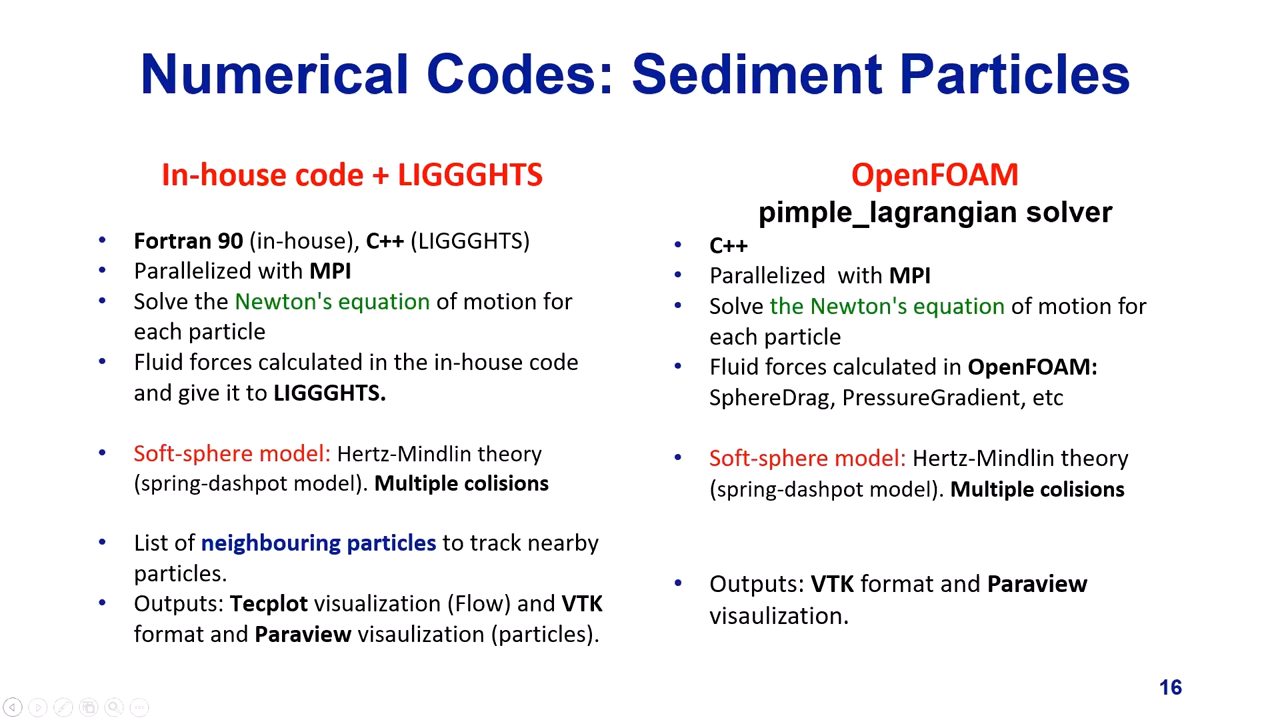 Numerical Codes: Sediment Particles
In-house code + LIGGGHTS
• Fortran 90 (in-house), C++ (LIGGGHTS)
• Parallelized with MPI
• Solve the Newton's equation of motion for
each particle
• Fluid forces calculated in the in-house code
and give it to LIGGGHTS.
• Soft-sphere model: Hertz-Mindlin theory
(spring-dashpot model). Multiple colisions
• List of neighbouring particles to track nearby
particles.
• Outputs: Tecplot visualization (Flow) and VTK
format and Paraview visaulization (particles).
OpenFOAM
pimple_lagrangian solver
• C++
• Parallelized with MPI
• Solve the Newton's equation of motion for
each particle
• Fluid forces calculated in OpenFOAM:
SphereDrag, PressureGradient, etc
• Soft-sphere model: Hertz-Mindlin theory
(spring-dashpot model). Multiple colisions
• Outputs: VTK format and Paraview
visaulization.
16